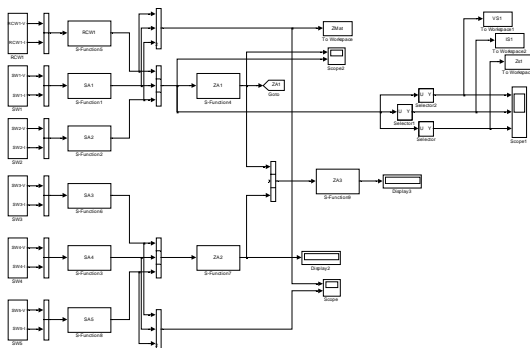 RCW1-V
RCW1-I
RCW1
RCW1
S-Function5
ZMat
To Workspace
VS1
To Workspace1
IS1
To Workspace2
Zst
To Workspac
Scope2
SW1-V
SW1-I
SW1
SA1
S-Function1
ZA1
S-Function4
ZA1
Goto
U Y
Selector2
U Y
Selector1
U Y
Selector
Scope1
SW2-V
SW2-I
SW2
SA2
S-Function2
SW3-V
SW3-I
SW3
SA3
S-Function6
ZA3
S-Function9
Display3
SW4-V
SW4-I
SW4
SA4
S-Function3
ZA2
S-Function7
Display2
Scope
SW5-V
SW5-I
SW5
SA5
S-Function8